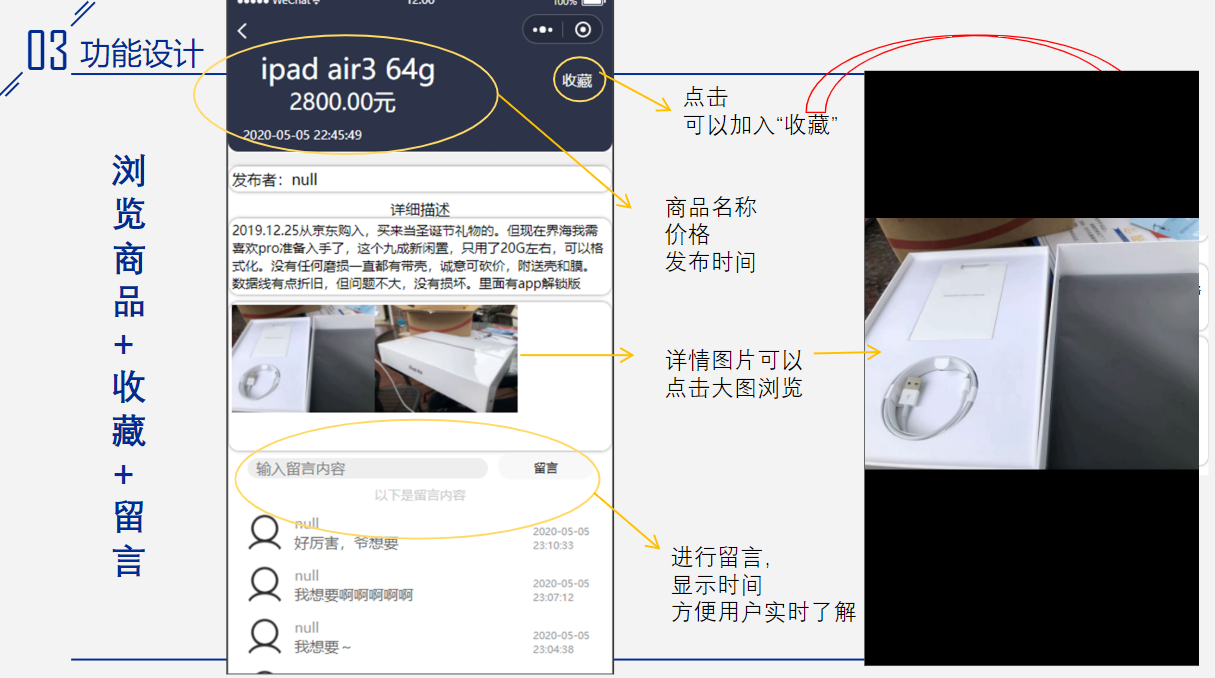 03 功能设计
浏览商品+收藏+留言
WeChat
12:00
100%
ipad air3 64g
2800.00元
2020-05-05 22:45:49
收藏
发布者：null
详细描述
2019.12.25从京东购入，买来当圣诞节礼物的。但现在界海我需
喜欢pro准备入手了，这个九成新闲置，只用了20G左右，可以格
式化。没有任何磨损一直都有带壳，诚意可砍价，附送壳和膜。
数据线有点折旧，但问题不大，没有损坏。里面有app解锁版
输入留言内容
留言
以下是留言内容
null
好厉害，爷想要
2020-05-05
23:10:33
null
我想要啊啊啊啊啊
2020-05-05
23:07:12
null
我想要～
2020-05-05
23:04:38
点击
可以加入“收藏”
商品名称
价格
发布时间
详情图片可以
点击大图浏览
进行留言,
显示时间
方便用户实时了解